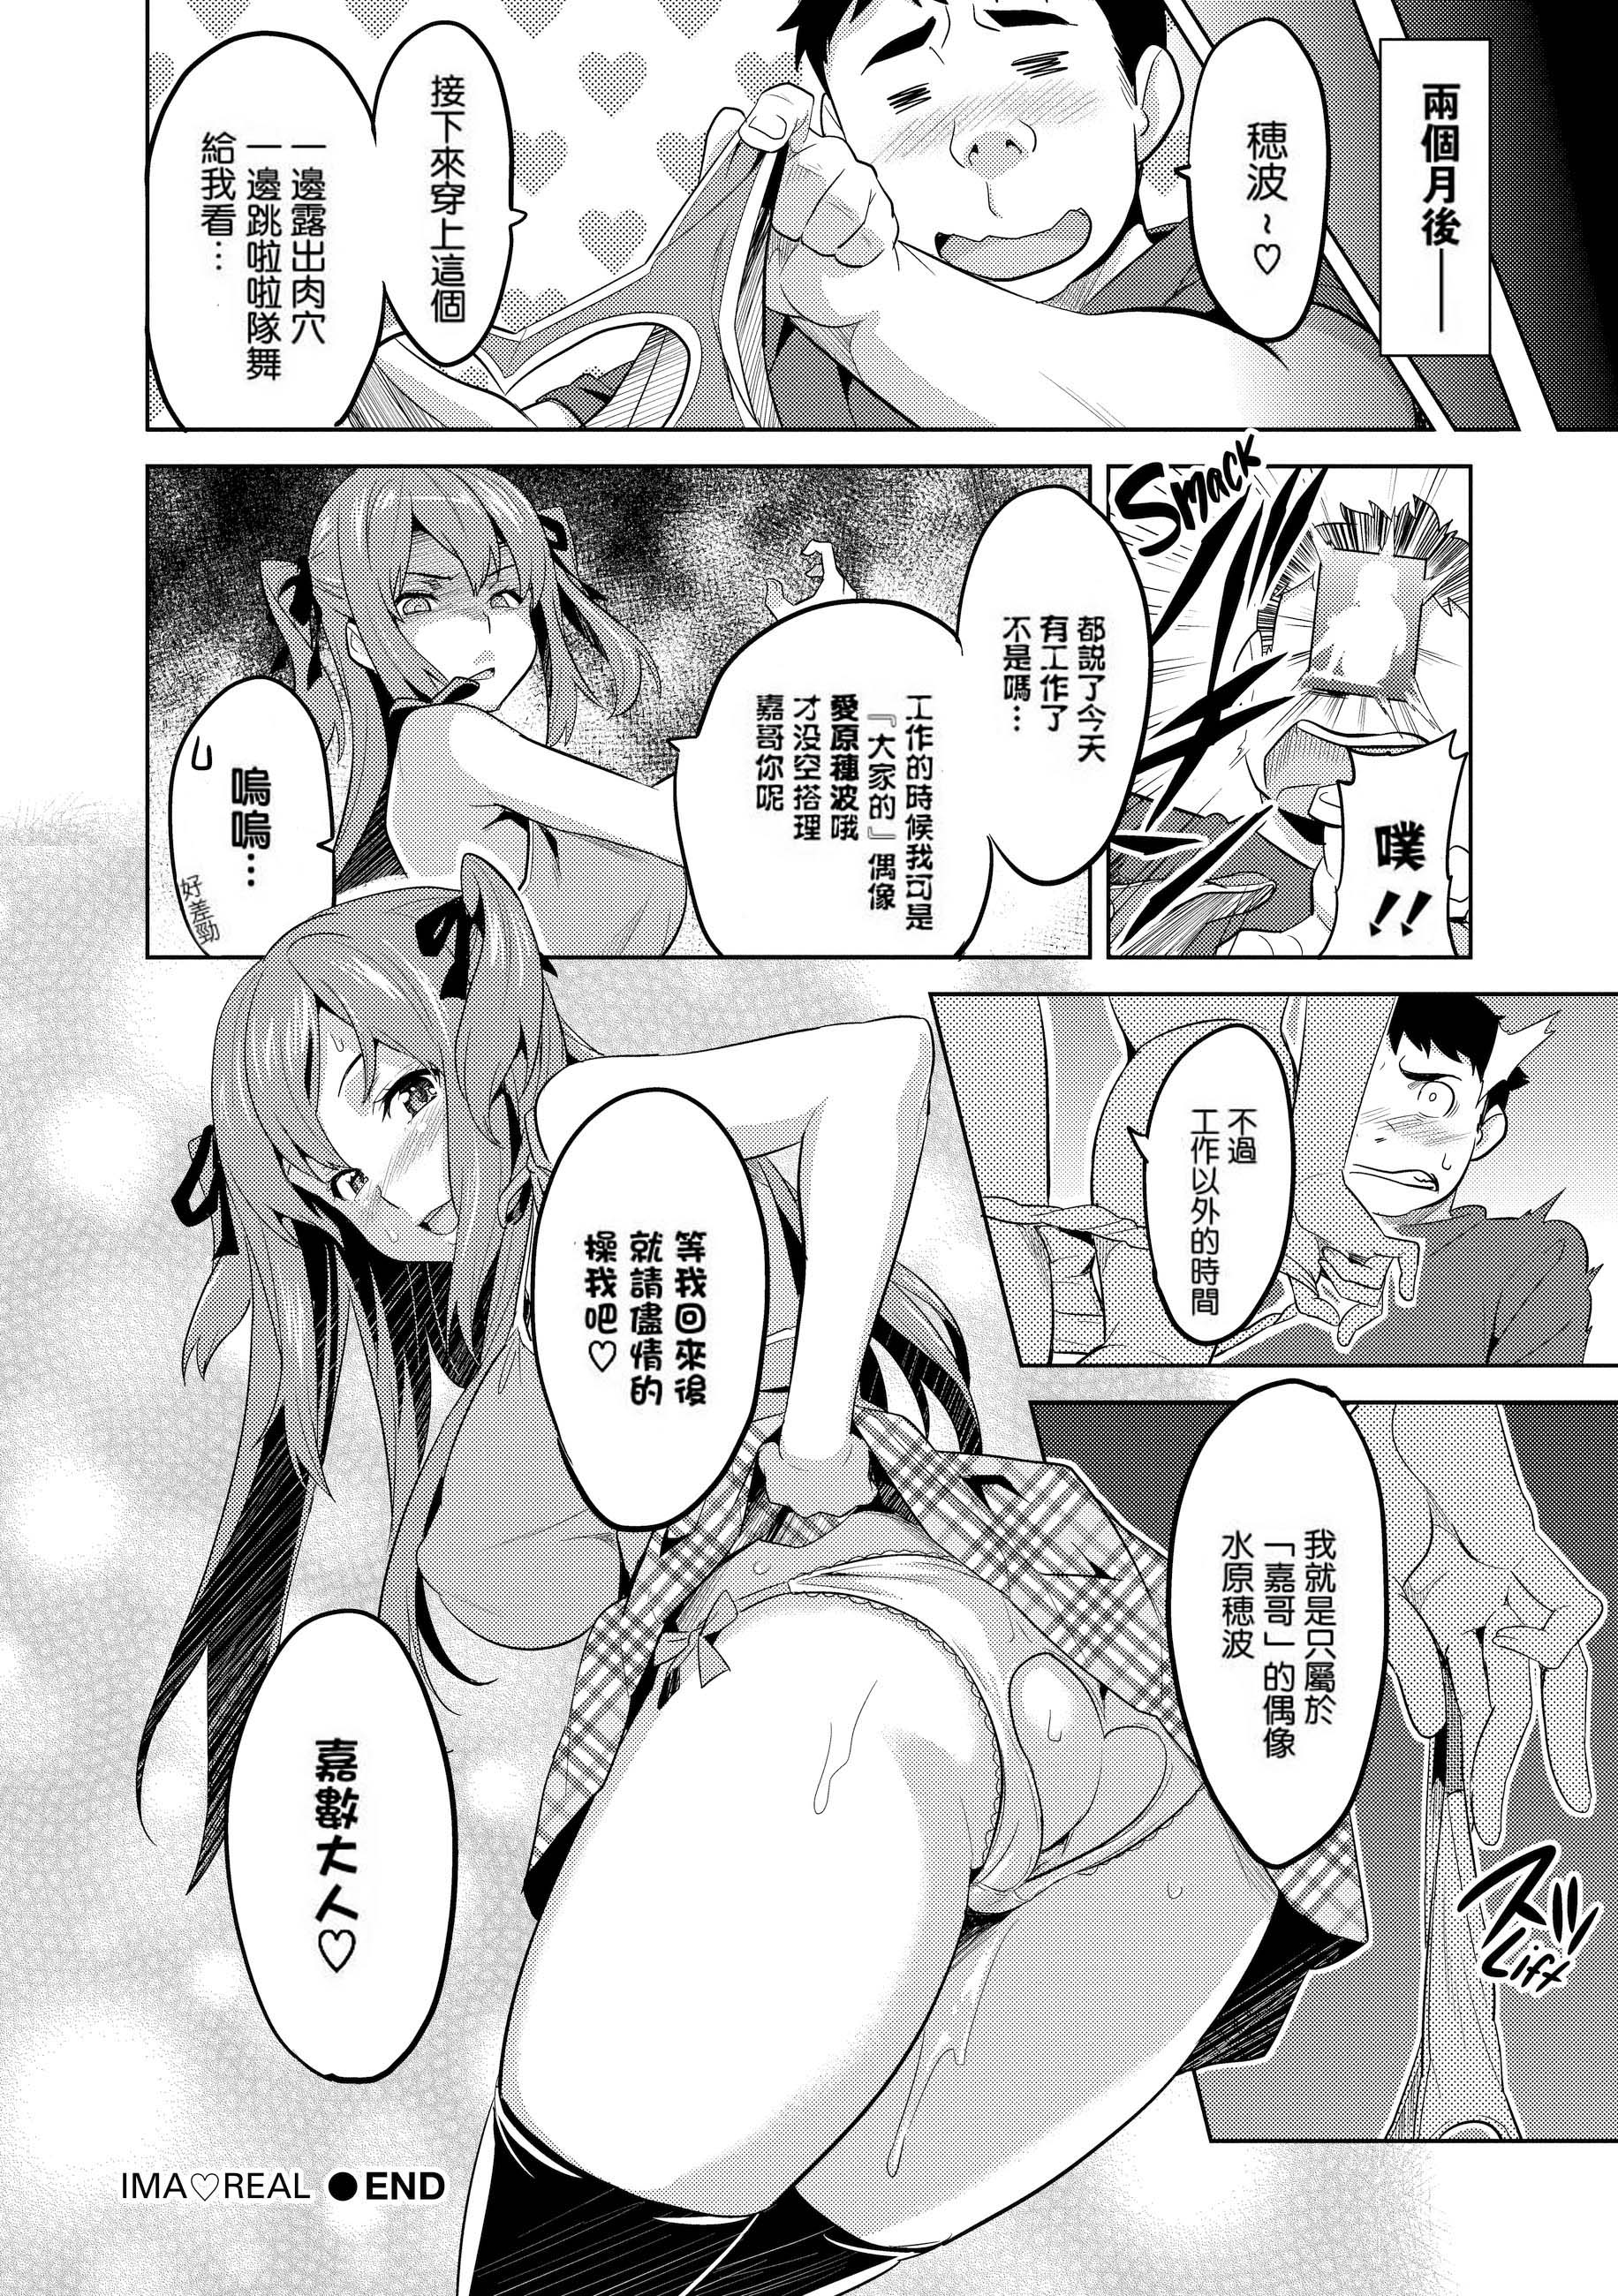 兩個月後——
穂波～♡
接下來穿上這個
一邊露出肉穴
一邊跳啦啦隊舞
給我看…
Smack
噗!!
都説了今天
有工作了
不是嗎…
工作的時候我可是
『大家的』偶像
愛原穗波哦
才没空搭理
嘉哥你呢
嗚嗚…
好差勁
不過
工作以外的時間
我就是只屬於
「嘉哥」的偶像
水原穂波
ズッ
Lift
等我回來後
就請儘情的
操我吧♡
嘉數大人♡
IMA♡REAL ●END